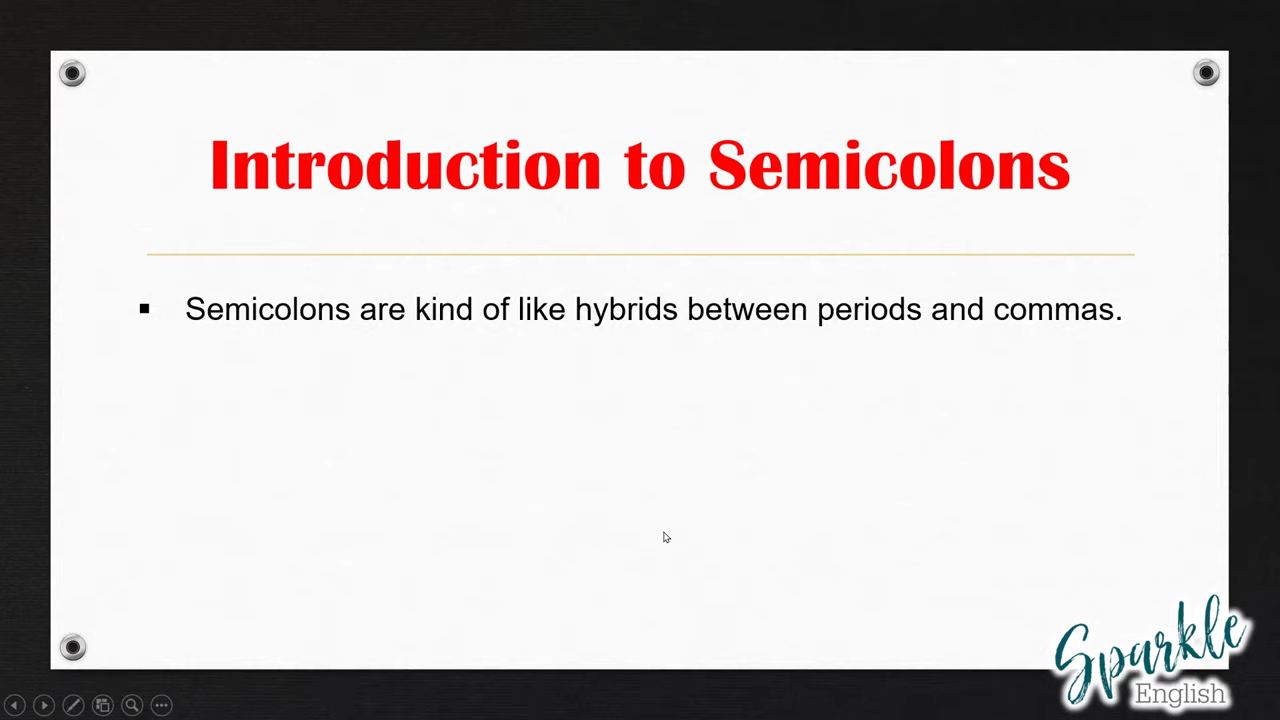 Introduction to Semicolons
▪ Semicolons are kind of like hybrids between periods and commas.
Sparkle
English